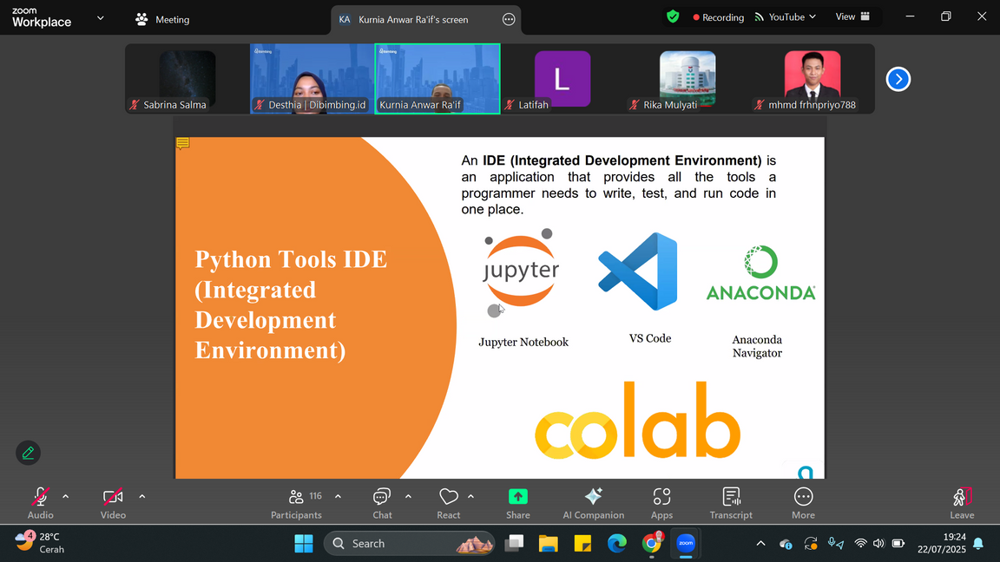 zoom
Workplace
Meeting
KA Kurnia Anwar Ra'if's screen
Recording
YouTube
View
Sabrina Salma
Desthia | Dibimbing.id
Kurnia Anwar Ra'if
L
Latifah
Rika Mulyati
mhmd frhnpriyo788
An IDE (Integrated Development Environment) is
an application that provides all the tools a
programmer needs to write, test, and run code in
one place.
Python Tools IDE
(Integrated
Development
Environment)
jupyter
ANACONDA
Jupyter Notebook
VS Code
Anaconda
Navigator
colab
Audio
Video
116
Participants
Chat
React
Share
AI Companion
Apps
Transcript
More
Leave
4
28°C
Cerah
Search
zoom
19:24
22/07/2025